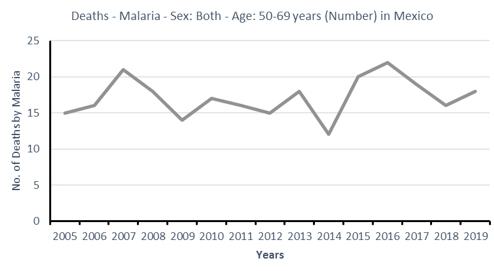 Deaths - Malaria - Sex: Both - Age: 50-69 years (Number) in Mexico
No. of Deaths by Malaria
25
20
15
10
5
0
2005 2006 2007 2008 2009 2010 2011 2012 2013 2014 2015 2016 2017 2018 2019
Years